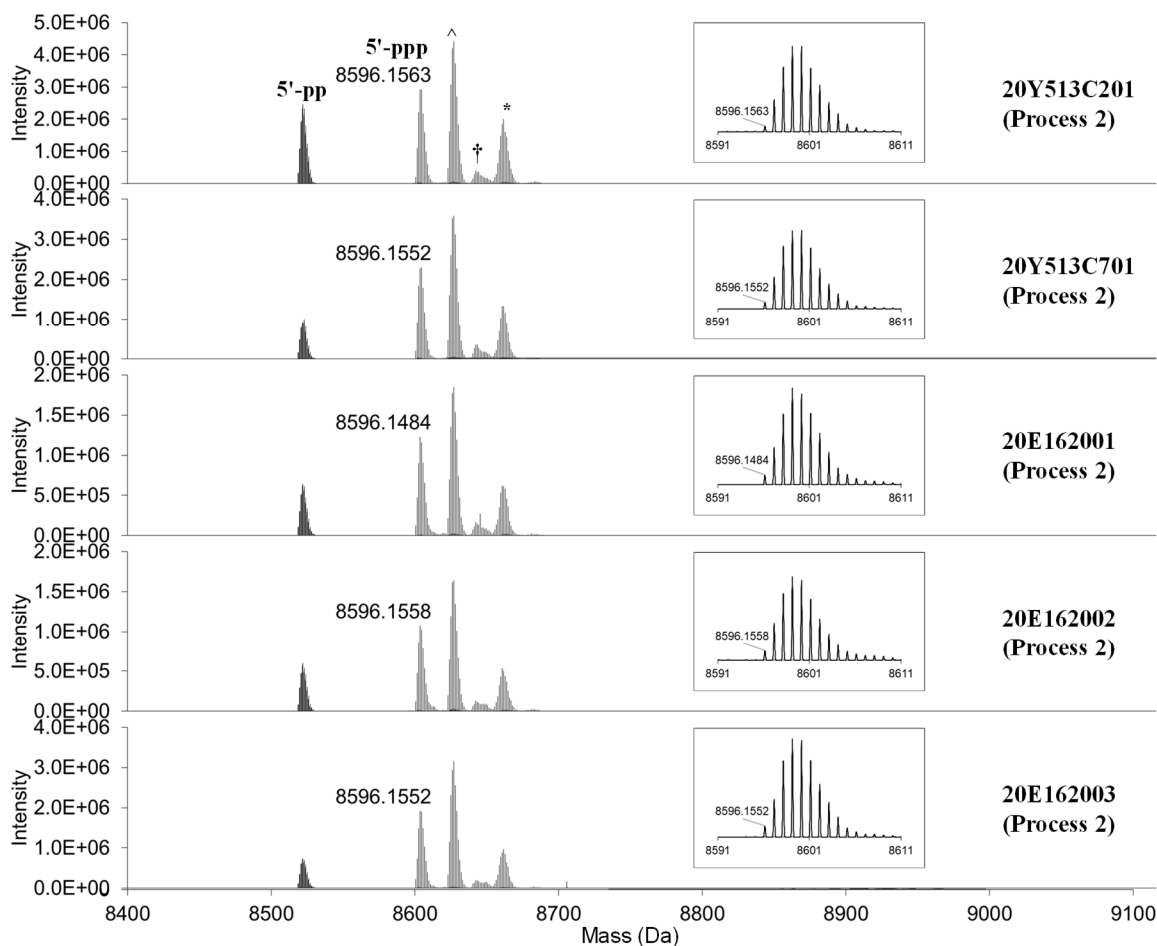 5.0E+06
4.0E+06
3.0E+06
2.0E+06
1.0E+06
0.0E+00
Intensity
5'-pp
5'-ppp
8596.1563
^
†
*
8596.1563
8591
8601
8611
20Y513C201
(Process 2)
4.0E+06
3.0E+06
2.0E+06
1.0E+06
0.0E+00
Intensity
8596.1552
8596.1552
8591
8601
8611
20Y513C701
(Process 2)
2.0E+06
1.5E+06
1.0E+06
5.0E+05
0.0E+00
Intensity
8596.1484
8596.1484
8591
8601
8611
20E162001
(Process 2)
2.0E+06
1.5E+06
1.0E+06
5.0E+05
0.0E+00
Intensity
8596.1558
8596.1558
8591
8601
8611
20E162002
(Process 2)
4.0E+06
3.0E+06
2.0E+06
1.0E+06
0.0E+00
Intensity
8596.1552
8596.1552
8591
8601
8611
20E162003
(Process 2)
8400
8500
8600
8700
8800
8900
9000
9100
Mass (Da)